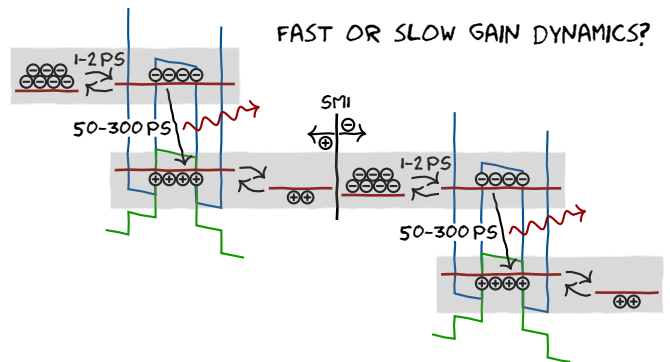 FAST OR SLOW GAIN DYNAMICS?
1-2 PS
50-300 PS
SMI
1-2 PS
50-300 PS